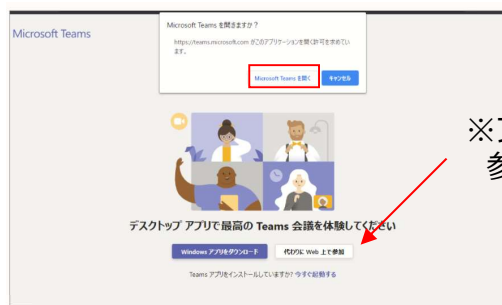 Microsoft Teams
Microsoft Teams を開きますか？
https://teams.microsoft.com がこのアプリケーションを開く許可を求めてい
ます。
Microsoft Teams を開く
キャンセル
※
参
デスクトップ アプリで最高の Teams 会議を体験してください
Windows アプリをダウンロード
代わりに Web 上で参加
Teams アプリをインストールしていますか? 今すぐ起動する